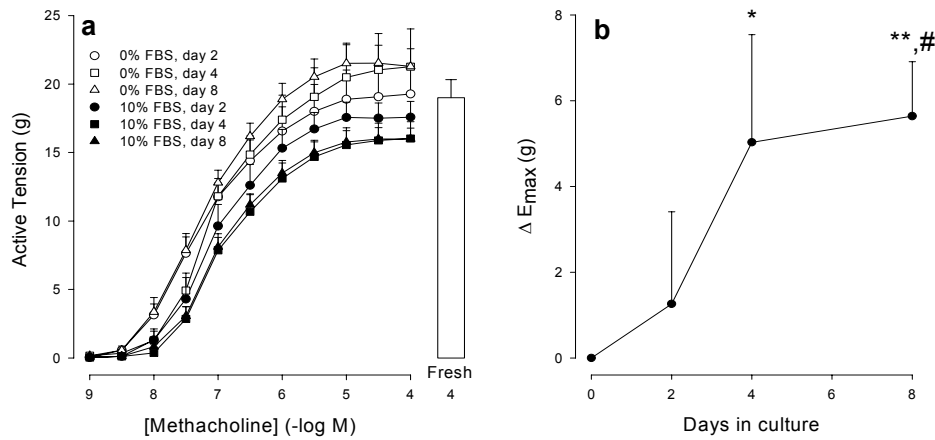 a
25
20
15
10
5
0
Active Tension (g)
0% FBS, day 2
0% FBS, day 4
0% FBS, day 8
10% FBS, day 2
10% FBS, day 4
10% FBS, day 8
9 8 7 6 5 4
[Methacholine] (-log M)
Fresh
4
b
8
6
4
2
0
Δ Emax (g)
*
**,#
0 2 4 6 8
Days in culture